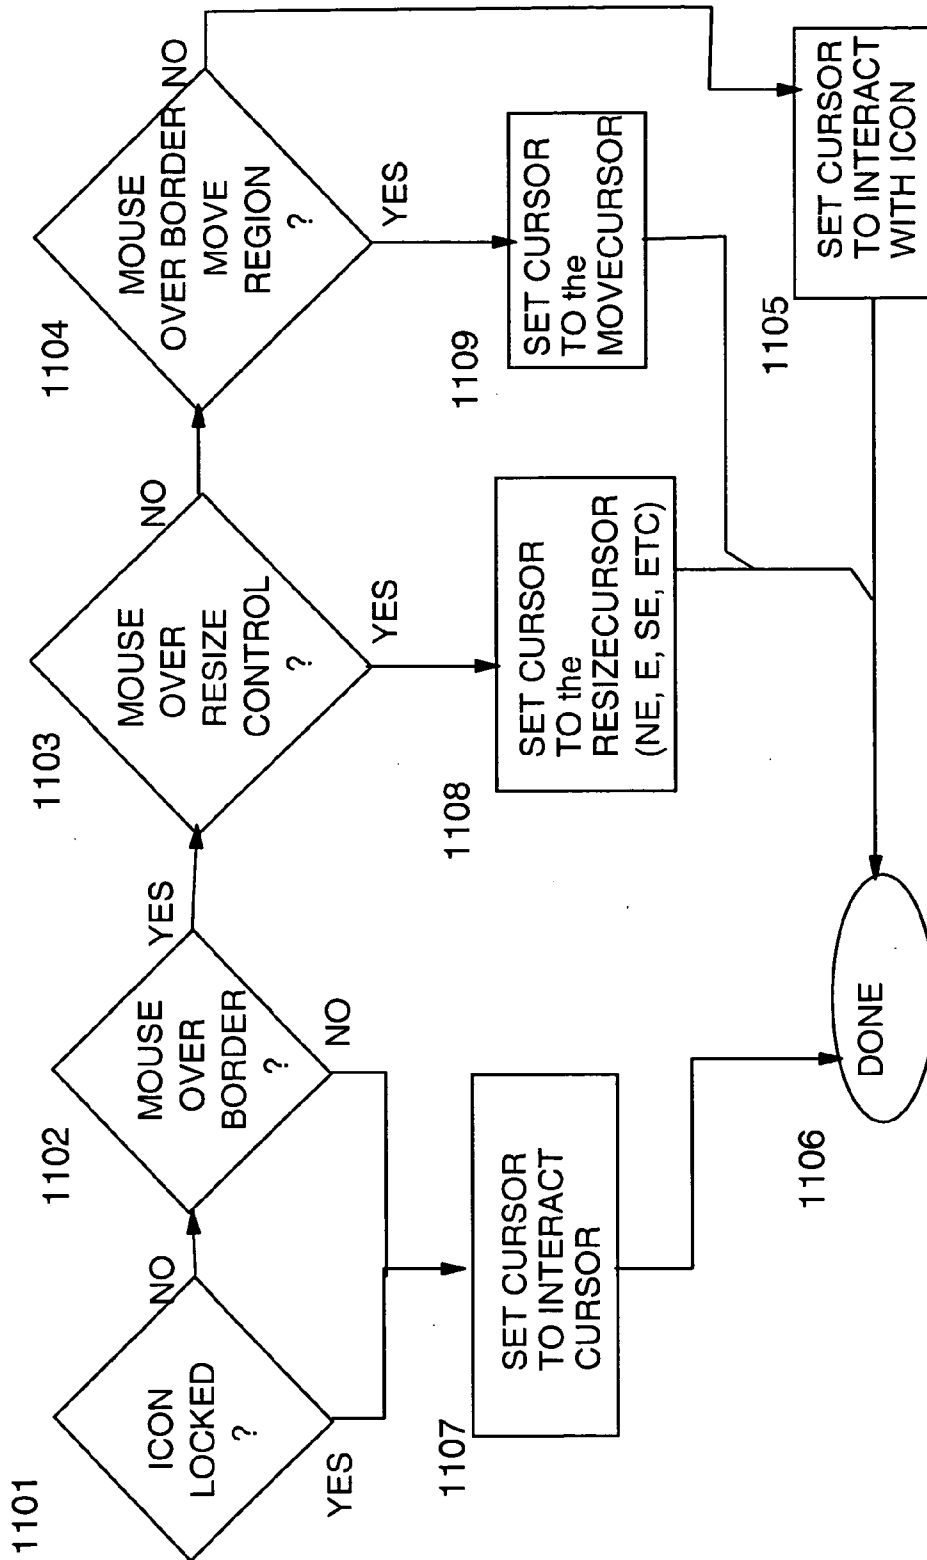 1101
ICON
LOCKED
?
NO
YES
1102
MOUSE
OVER
BORDER
?
YES
NO
1103
MOUSE
OVER
RESIZE
CONTROL
?
NO
YES
1104
MOUSE
OVER BORDER
MOVE
REGION
?
NO
YES
1107
SET CURSOR
TO INTERACT
CURSOR
1108
SET CURSOR
TO the
RESIZECURSOR
(NE, E, SE, ETC)
1109
SET CURSOR
TO the
MOVECURSOR
1105
SET CURSOR
TO INTERACT
WITH ICON
1106
DONE